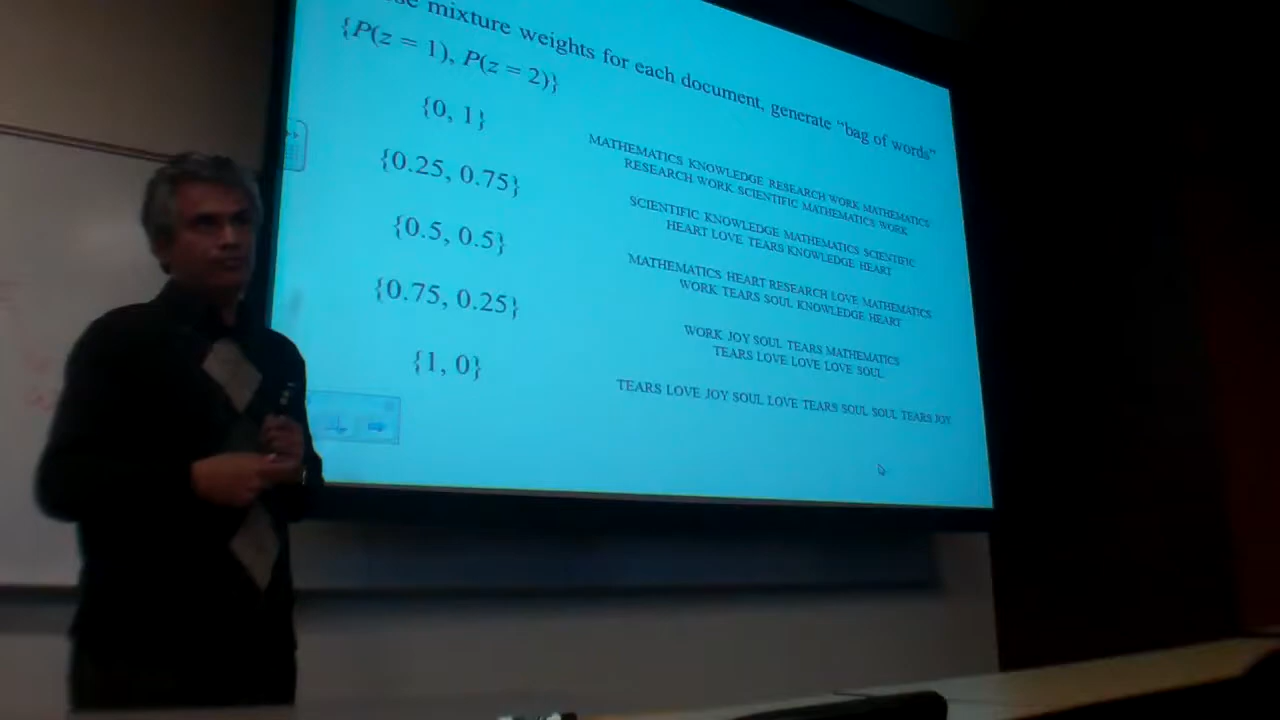 mixture weights for each document, generate "bag of words"
{P(z = 1), P(z = 2)}
{0, 1}
MATHEMATICS KNOWLEDGE RESEARCH WORK MATHEMATICS
RESEARCH WORK SCIENTIFIC MATHEMATICS WORK
{0.25, 0.75}
SCIENTIFIC KNOWLEDGE MATHEMATICS SCIENTIFIC
HEART LOVE TEARS KNOWLEDGE HEART
{0.5, 0.5}
MATHEMATICS HEART RESEARCH LOVE MATHEMATICS
WORK TEARS SOUL KNOWLEDGE HEART
{0.75, 0.25}
WORK JOY SOUL TEARS MATHEMATICS
TEARS LOVE LOVE LOVE SOUL
{1, 0}
TEARS LOVE JOY SOUL LOVE TEARS SOUL SOUL TEARS JOY